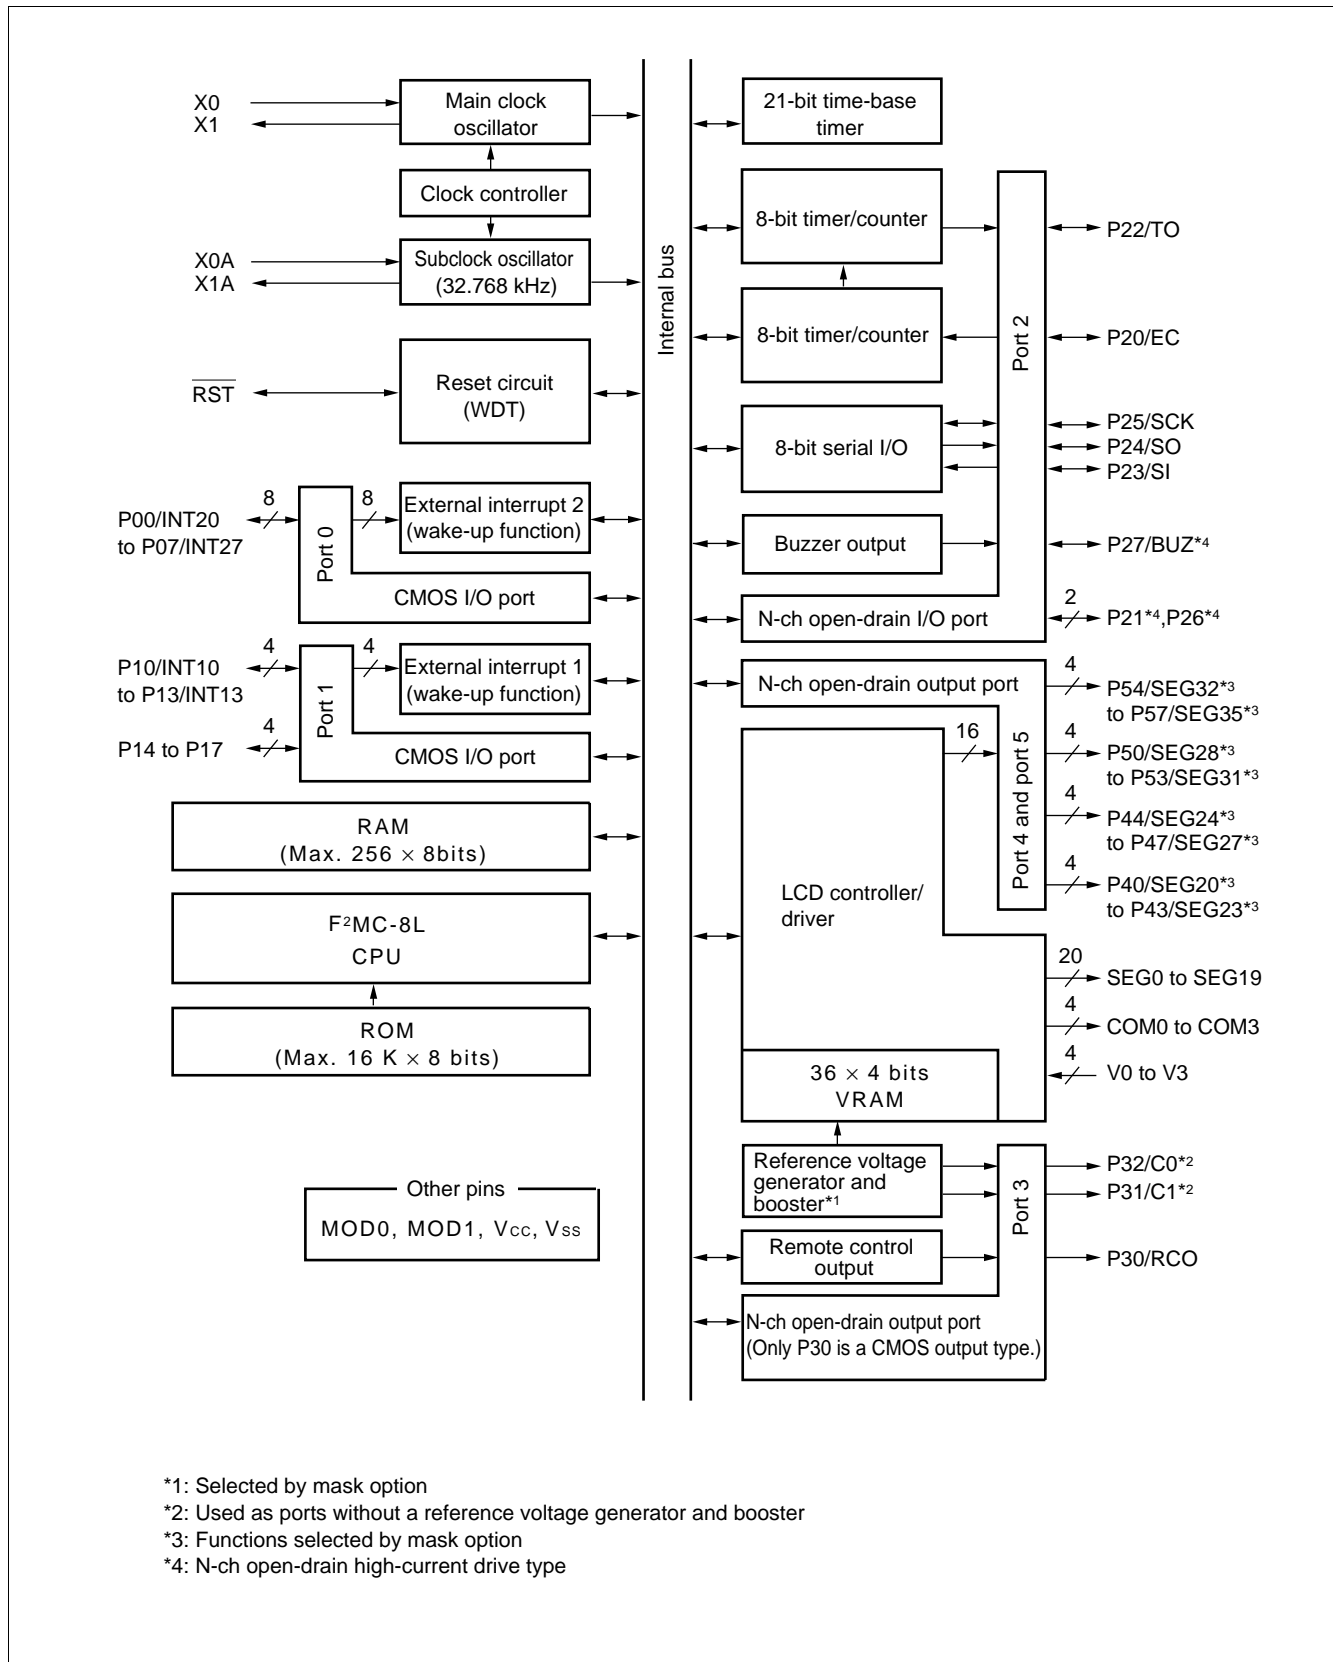 X0
X1
Main clock
oscillator
Clock controller
X0A
X1A
Subclock oscillator
(32.768 kHz)
RST
Reset circuit
(WDT)
P00/INT20
to P07/INT27
8
8
Port 0
External interrupt 2
(wake-up function)
CMOS I/O port
P10/INT10
to P13/INT13
4
4
Port 1
External interrupt 1
(wake-up function)
P14 to P17
4
CMOS I/O port
RAM
(Max. 256 × 8bits)
F²MC-8L
CPU
ROM
(Max. 16 K × 8 bits)
Other pins
MOD0, MOD1, VCC, VSS
Internal bus
21-bit time-base
timer
8-bit timer/counter
P22/TO
8-bit timer/counter
P20/EC
Port 2
8-bit serial I/O
P25/SCK
P24/SO
P23/SI
Buzzer output
P27/BUZ*4
N-ch open-drain I/O port
2
P21*4,P26*4
N-ch open-drain output port
4
P54/SEG32*3
to P57/SEG35*3
16
4
P50/SEG28*3
to P53/SEG31*3
Port 4 and port 5
4
P44/SEG24*3
to P47/SEG27*3
4
P40/SEG20*3
to P43/SEG23*3
LCD controller/
driver
20
SEG0 to SEG19
4
COM0 to COM3
4
V0 to V3
36 × 4 bits
VRAM
Reference voltage
generator and
booster*1
Port 3
P32/C0*2
P31/C1*2
Remote control
output
P30/RCO
N-ch open-drain output port
(Only P30 is a CMOS output type.)
*1: Selected by mask option
*2: Used as ports without a reference voltage generator and booster
*3: Functions selected by mask option
*4: N-ch open-drain high-current drive type